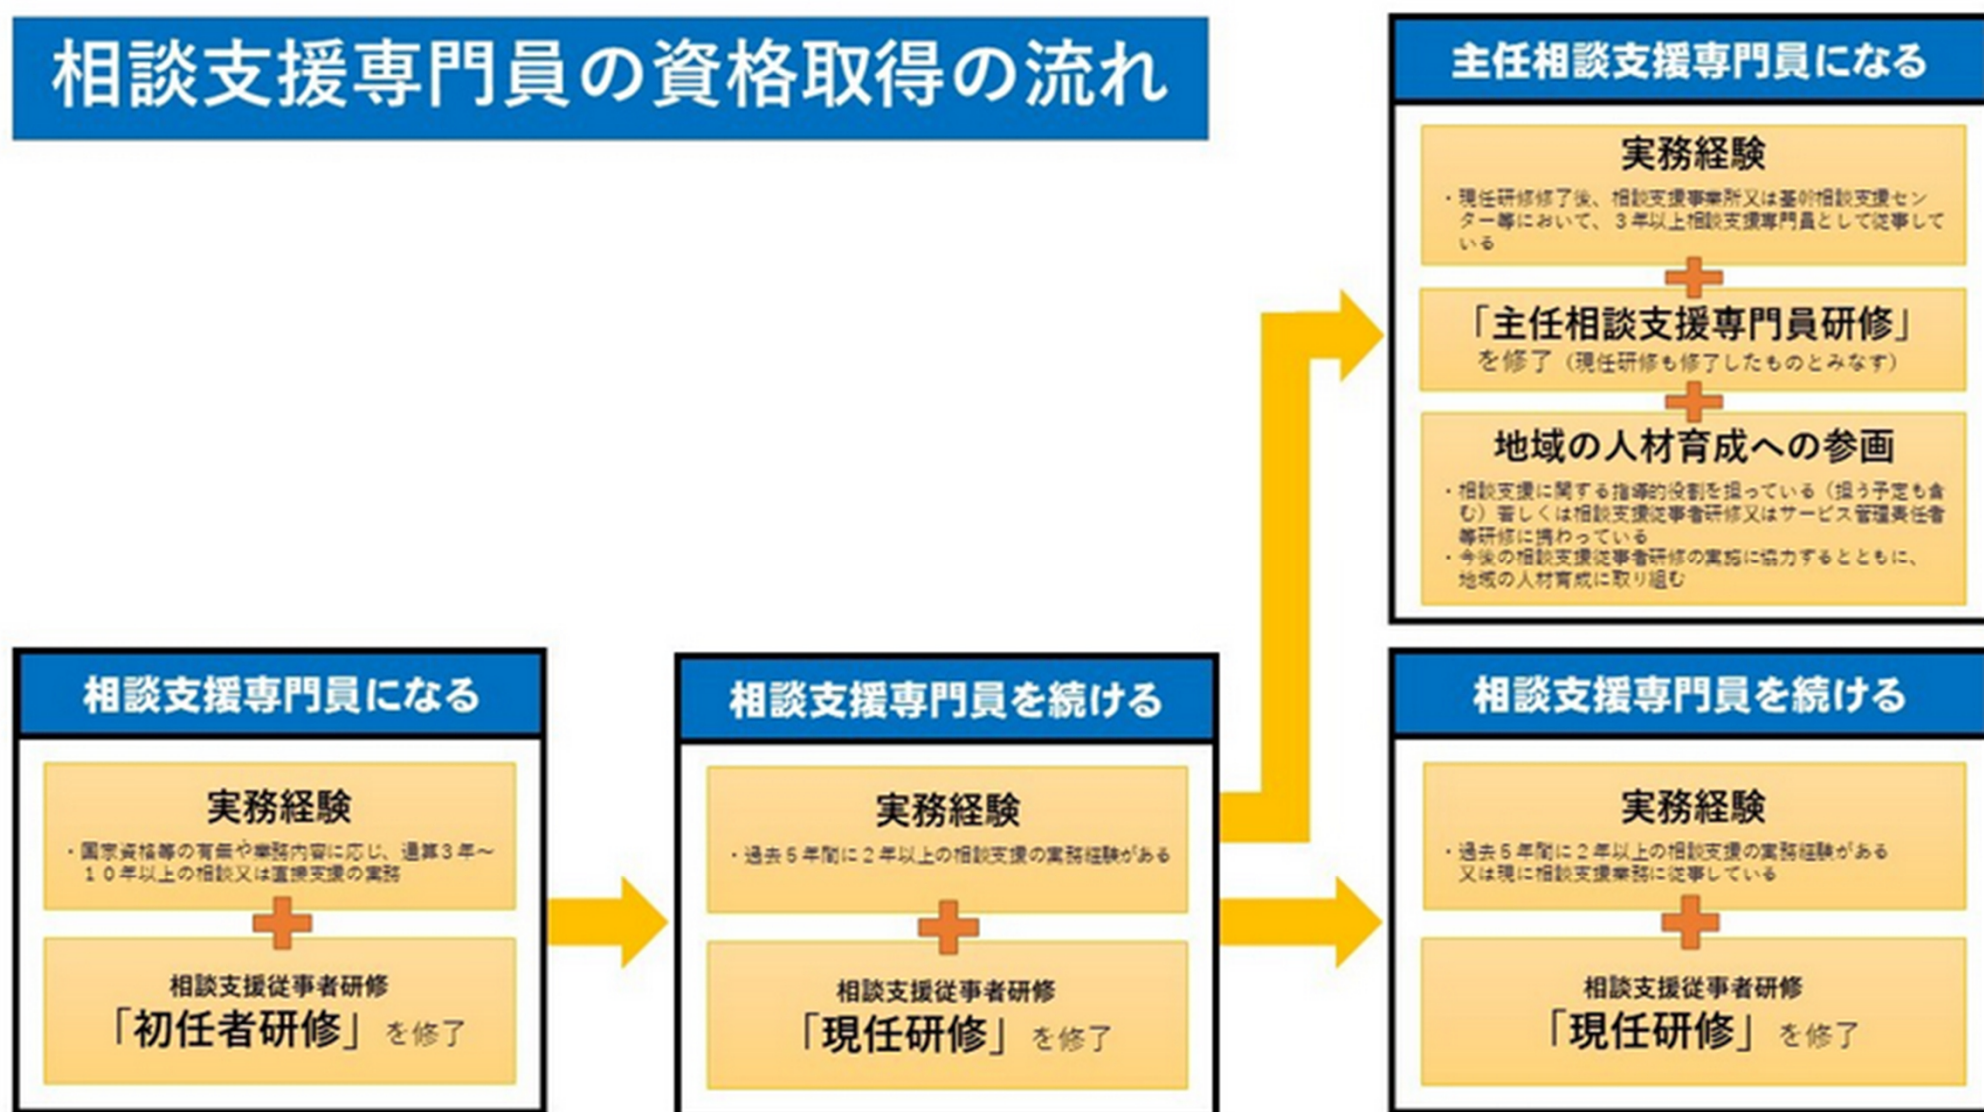 相談支援専門員の資格取得の流れ
主任相談支援専門員になる
実務経験
・現任研修修了後、相談支援事業所又は基幹相談支援セン
ター等において、３年以上相談支援専門員として従事して
いる
「主任相談支援専門員研修」
を修了（現任研修も修了したものとみなす）
地域の人材育成への参画
・相談支援に関する指導的役割を担っている（担う予定も含
む）若しくは相談支援従事者研修又はサービス管理責任者
等研修に携わっている
・今後の相談支援従事者研修の実施に協力するとともに、
地域の人材育成に取り組む
相談支援専門員になる
実務経験
・国家資格等の有無や業務内容に応じ、通算３年～
１０年以上の相談又は直接支援の実務
相談支援従事者研修
「初任者研修」を修了
相談支援専門員を続ける
実務経験
・過去５年間に２年以上の相談支援の実務経験がある
相談支援従事者研修
「現任研修」を修了
相談支援専門員を続ける
実務経験
・過去５年間に２年以上の相談支援の実務経験がある
又は現に相談支援業務に従事している
相談支援従事者研修
「現任研修」を修了